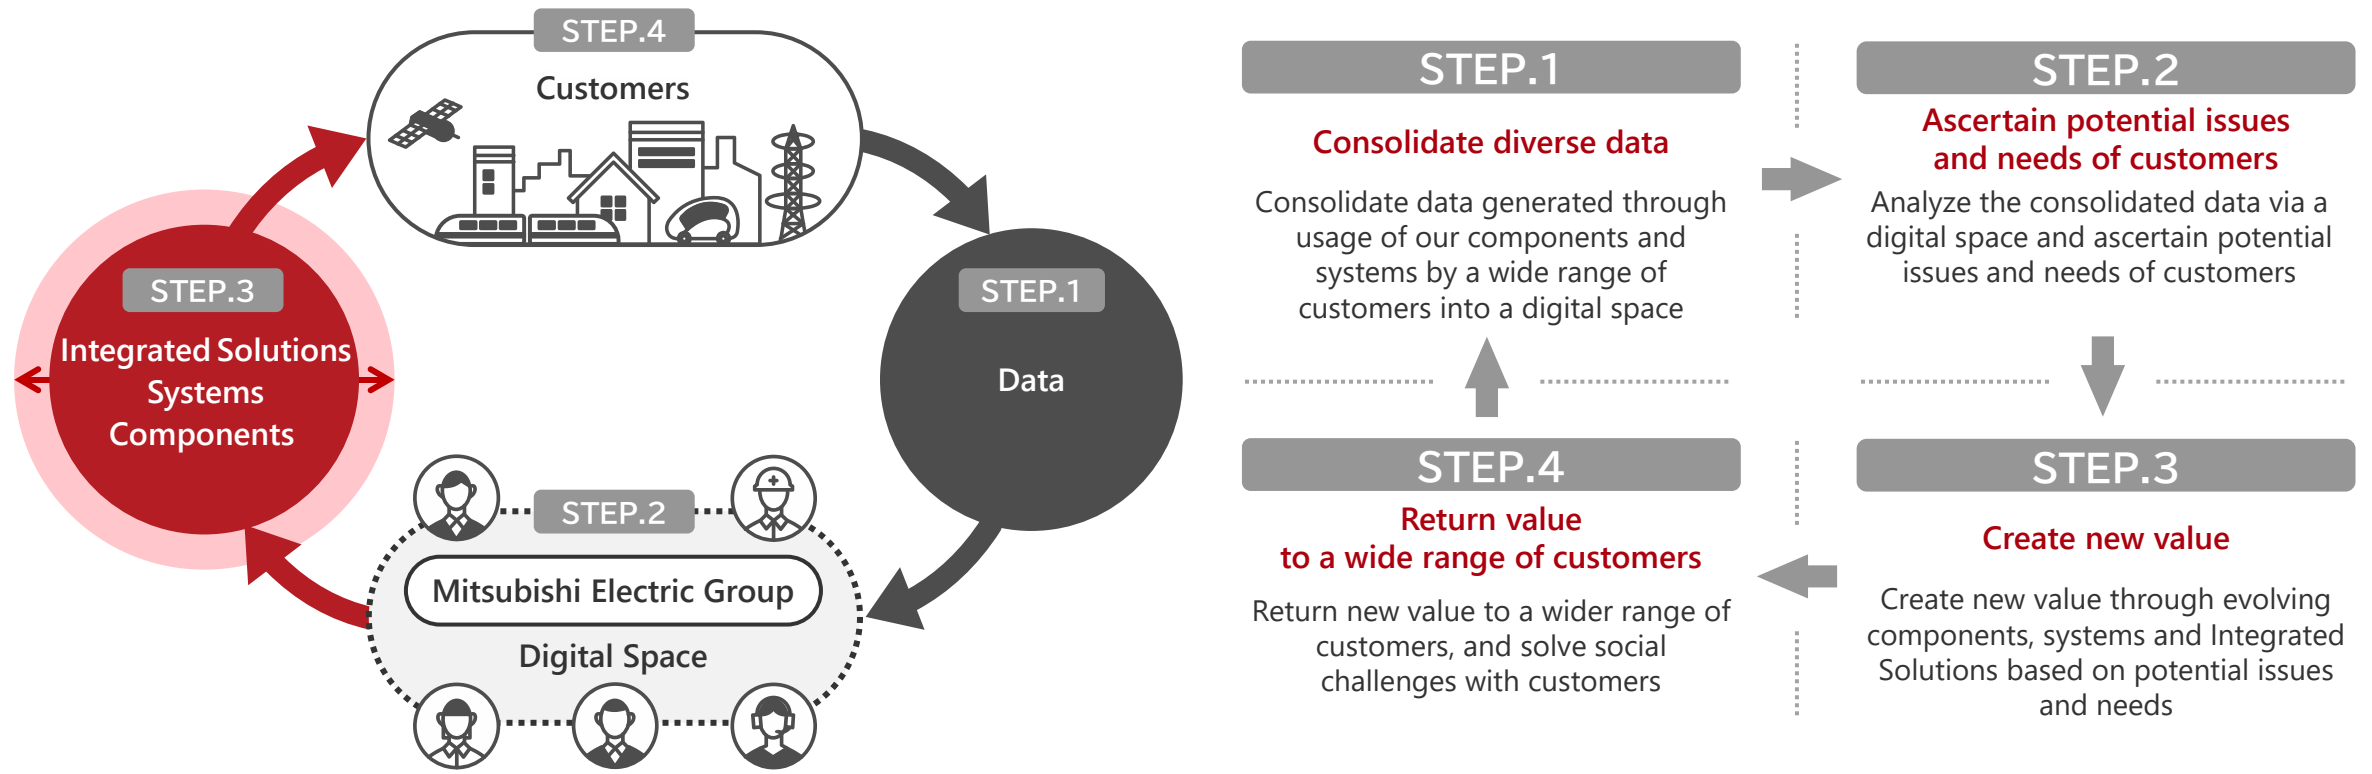 STEP.4
Customers
STEP.3
Integrated Solutions
Systems
Components
STEP.1
Data
STEP.2
Mitsubishi Electric Group
Digital Space
STEP.1
Consolidate diverse data
Consolidate data generated through
usage of our components and
systems by a wide range of
customers into a digital space
STEP.2
Ascertain potential issues
and needs of customers
Analyze the consolidated data via a
digital space and ascertain potential
issues and needs of customers
STEP.4
Return value
to a wide range of customers
Return new value to a wider range of
customers, and solve social
challenges with customers
STEP.3
Create new value
Create new value through evolving
components, systems and Integrated
Solutions based on potential issues
and needs